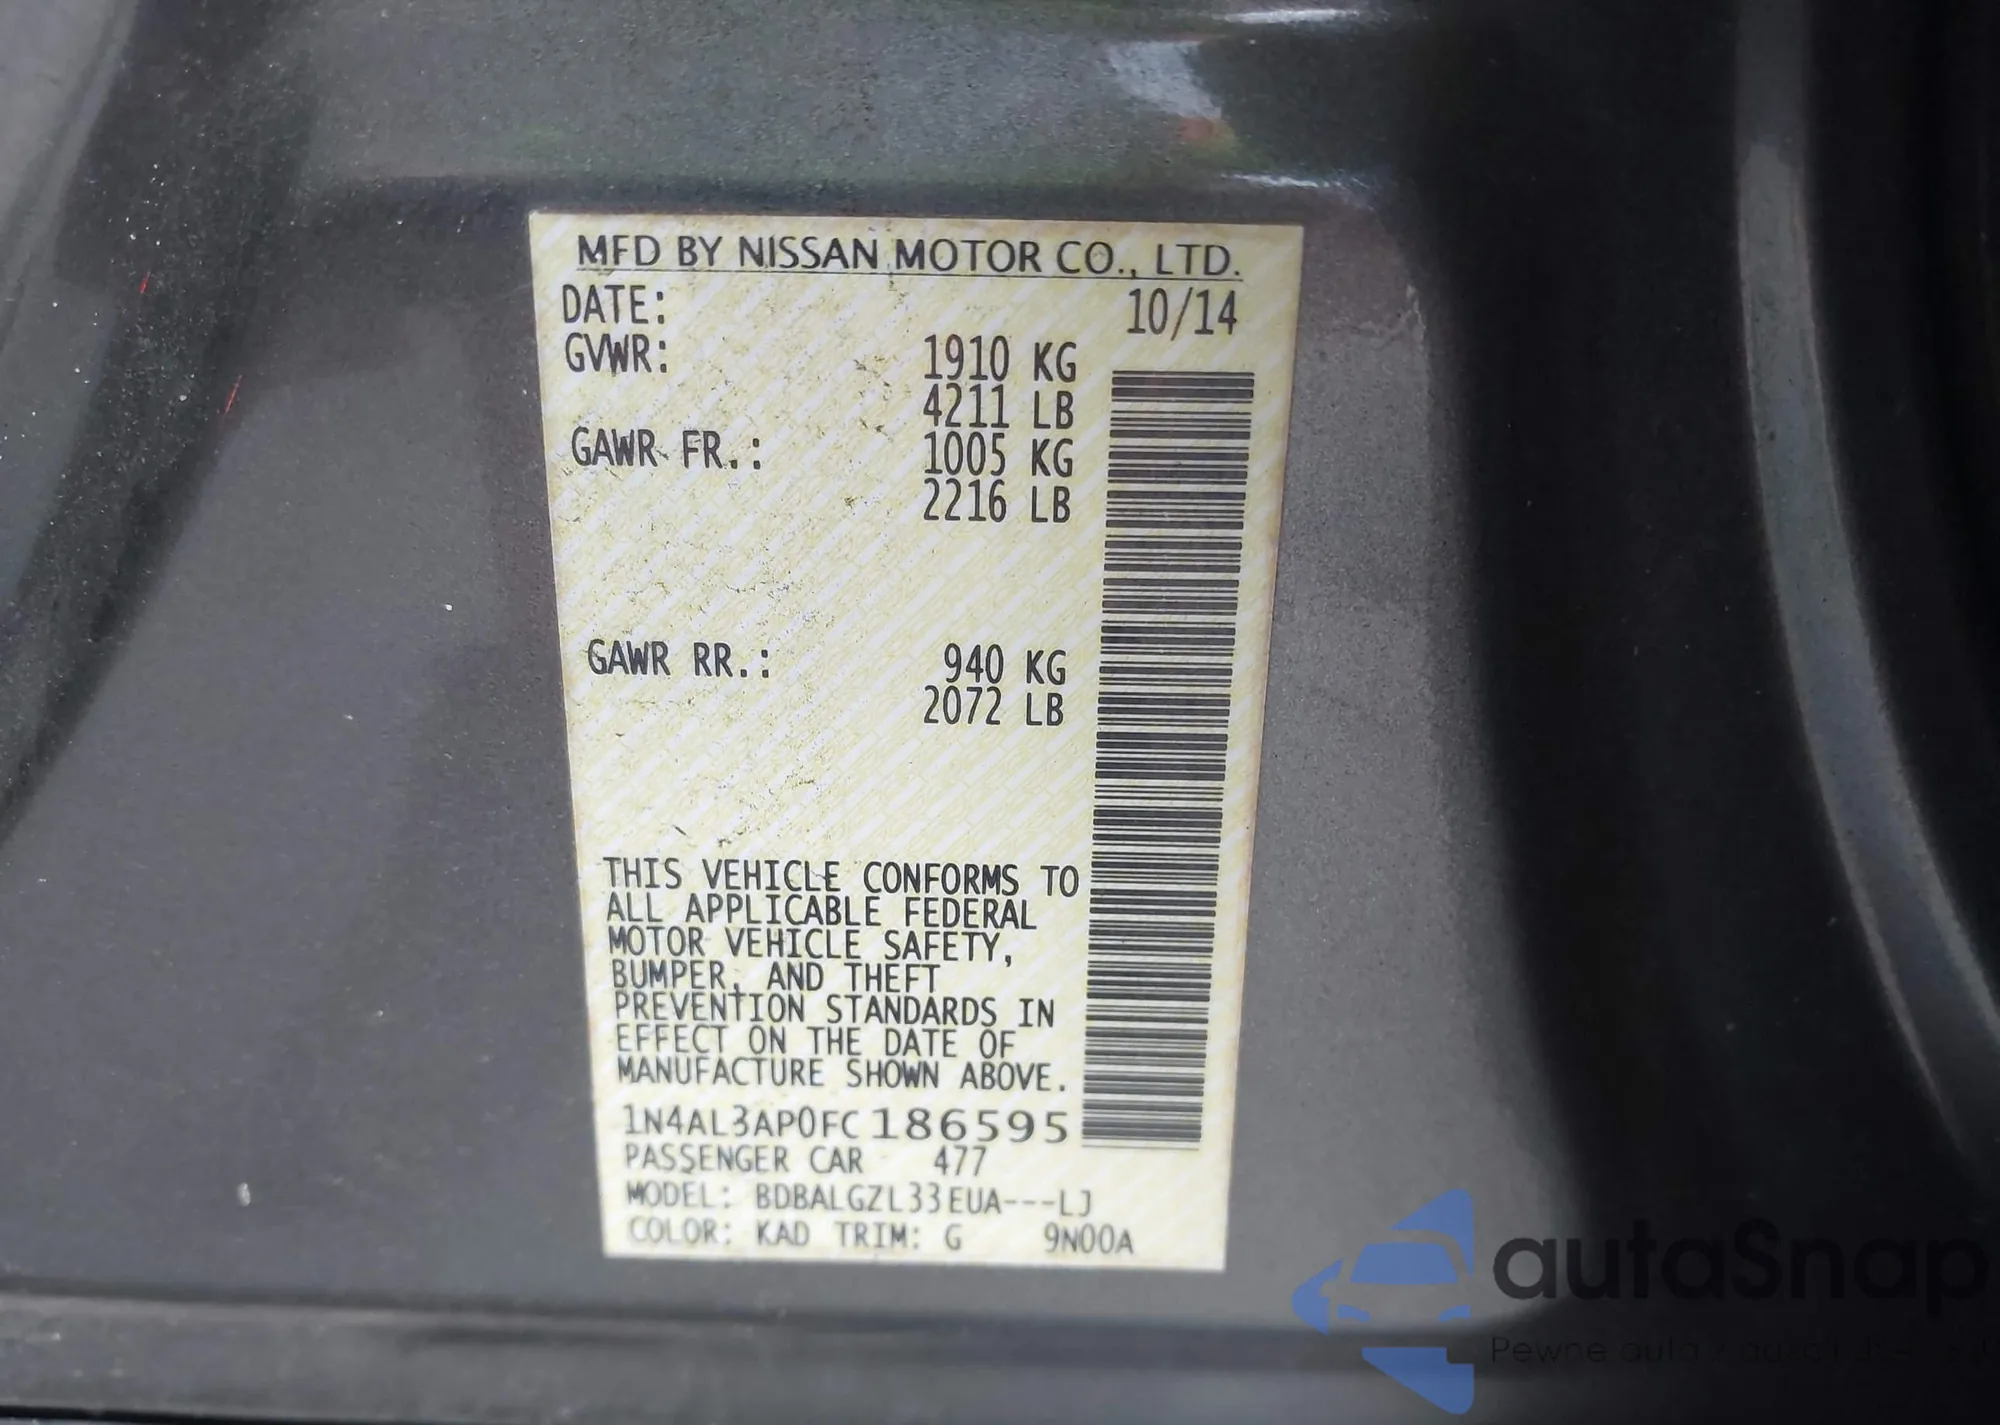 MFD BY NISSAN MOTOR CO., LTD.
DATE: 10/14
GVWR: 1910 KG
4211 LB
GAWR FR.: 1005 KG
2216 LB
GAWR RR.: 940 KG
2072 LB
THIS VEHICLE CONFORMS TO
ALL APPLICABLE FEDERAL
MOTOR VEHICLE SAFETY,
BUMPER, AND THEFT
PREVENTION STANDARDS IN
EFFECT ON THE DATE OF
MANUFACTURE SHOWN ABOVE.
1N4AL3AP0FC186595
PASSENGER CAR 477
MODEL: BDBALGZL33EUA---LJ
COLOR: KAD TRIM: G 9N00A
autaSnap
Pewne auta z